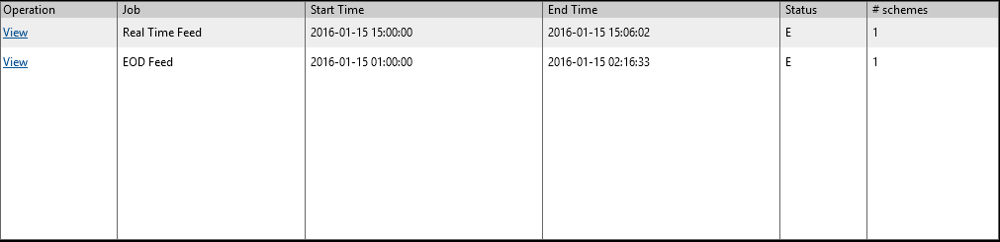 Operation Job Start Time End Time Status # schemes
View Real Time Feed 2016-01-15 15:00:00 2016-01-15 15:06:02 E 1
View EOD Feed 2016-01-15 01:00:00 2016-01-15 02:16:33 E 1